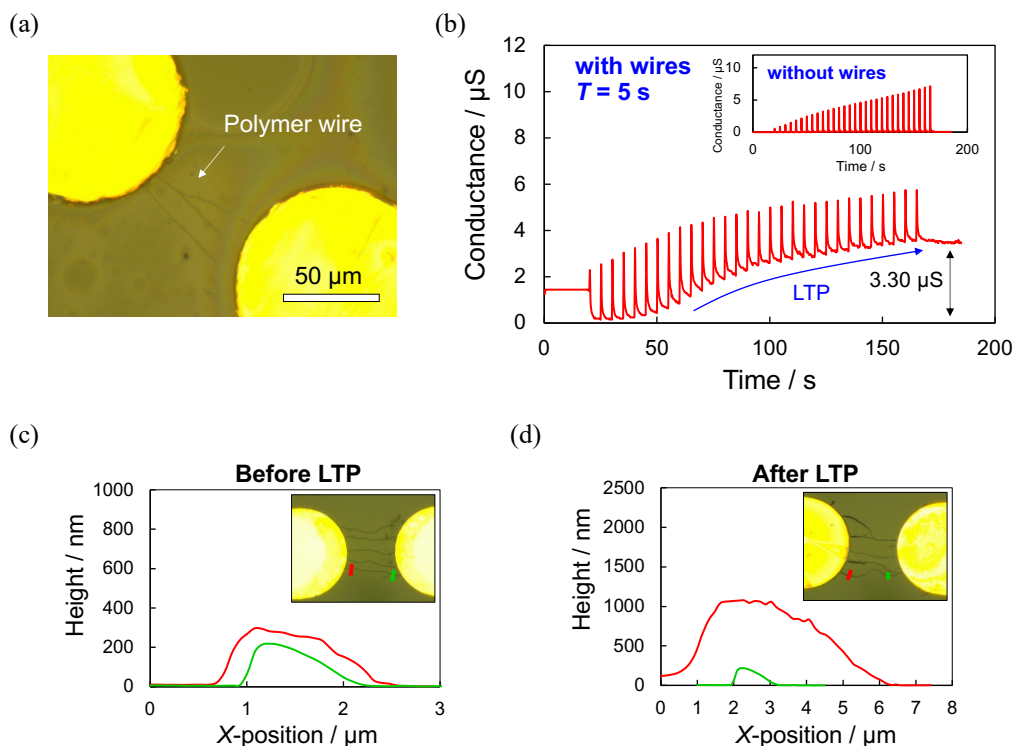 (a)
Polymer wire
50 μm
(b)
Conductance / μS
12
10
8
6
4
2
0
with wires
T = 5 s
LTP
3.30 μS
0 50 100 150 200
Time / s
without wires
Conductance / μS
10
5
0
0 100 200
Time / s
(c)
Before LTP
Height / nm
1000
800
600
400
200
0
0 1 2 3
X-position / μm
(d)
After LTP
Height / nm
2500
2000
1500
1000
500
0
0 1 2 3 4 5 6 7 8
X-position / μm